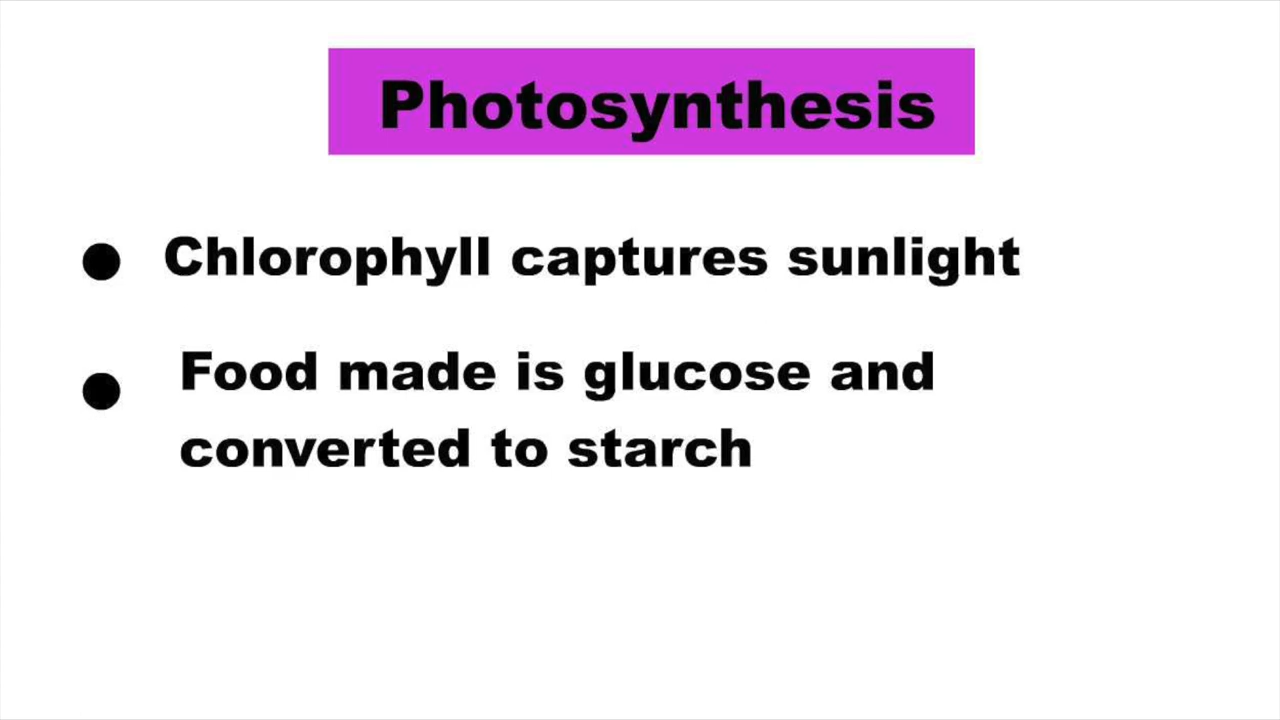 Photosynthesis
● Chlorophyll captures sunlight
● Food made is glucose and
converted to starch